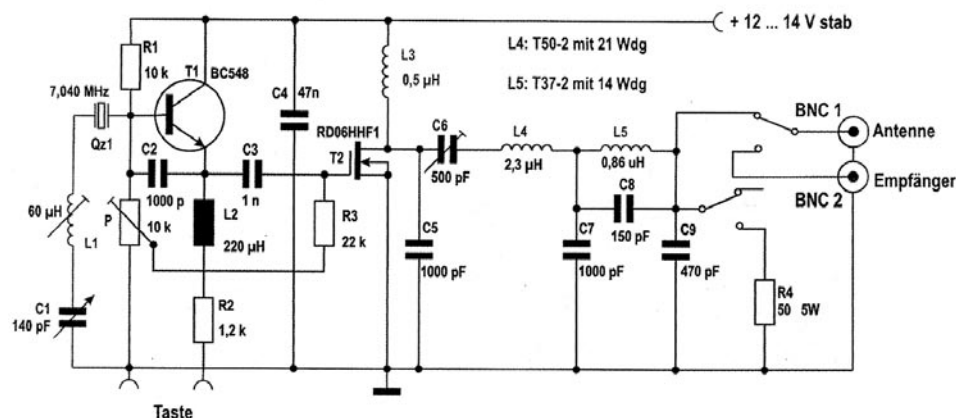 + 12 ... 14 V stab
R1
10 k
T1
BC548
7,040 MHz
Qz1
C2
1000 p
C3
1 n
C4
47n
L3
0,5 µH
L4: T50-2 mit 21 Wdg
L5: T37-2 mit 14 Wdg
RD06HHF1
T2
C6
500 pF
L4
2,3 µH
L5
0,86 uH
BNC 1
Antenne
Empfänger
BNC 2
60 µH
L1
P
10 k
L2
220 µH
R3
22 k
C5
1000 pF
C7
1000 pF
C8
150 pF
C9
470 pF
C1
140 pF
R2
1,2 k
R4
50 5W
Taste